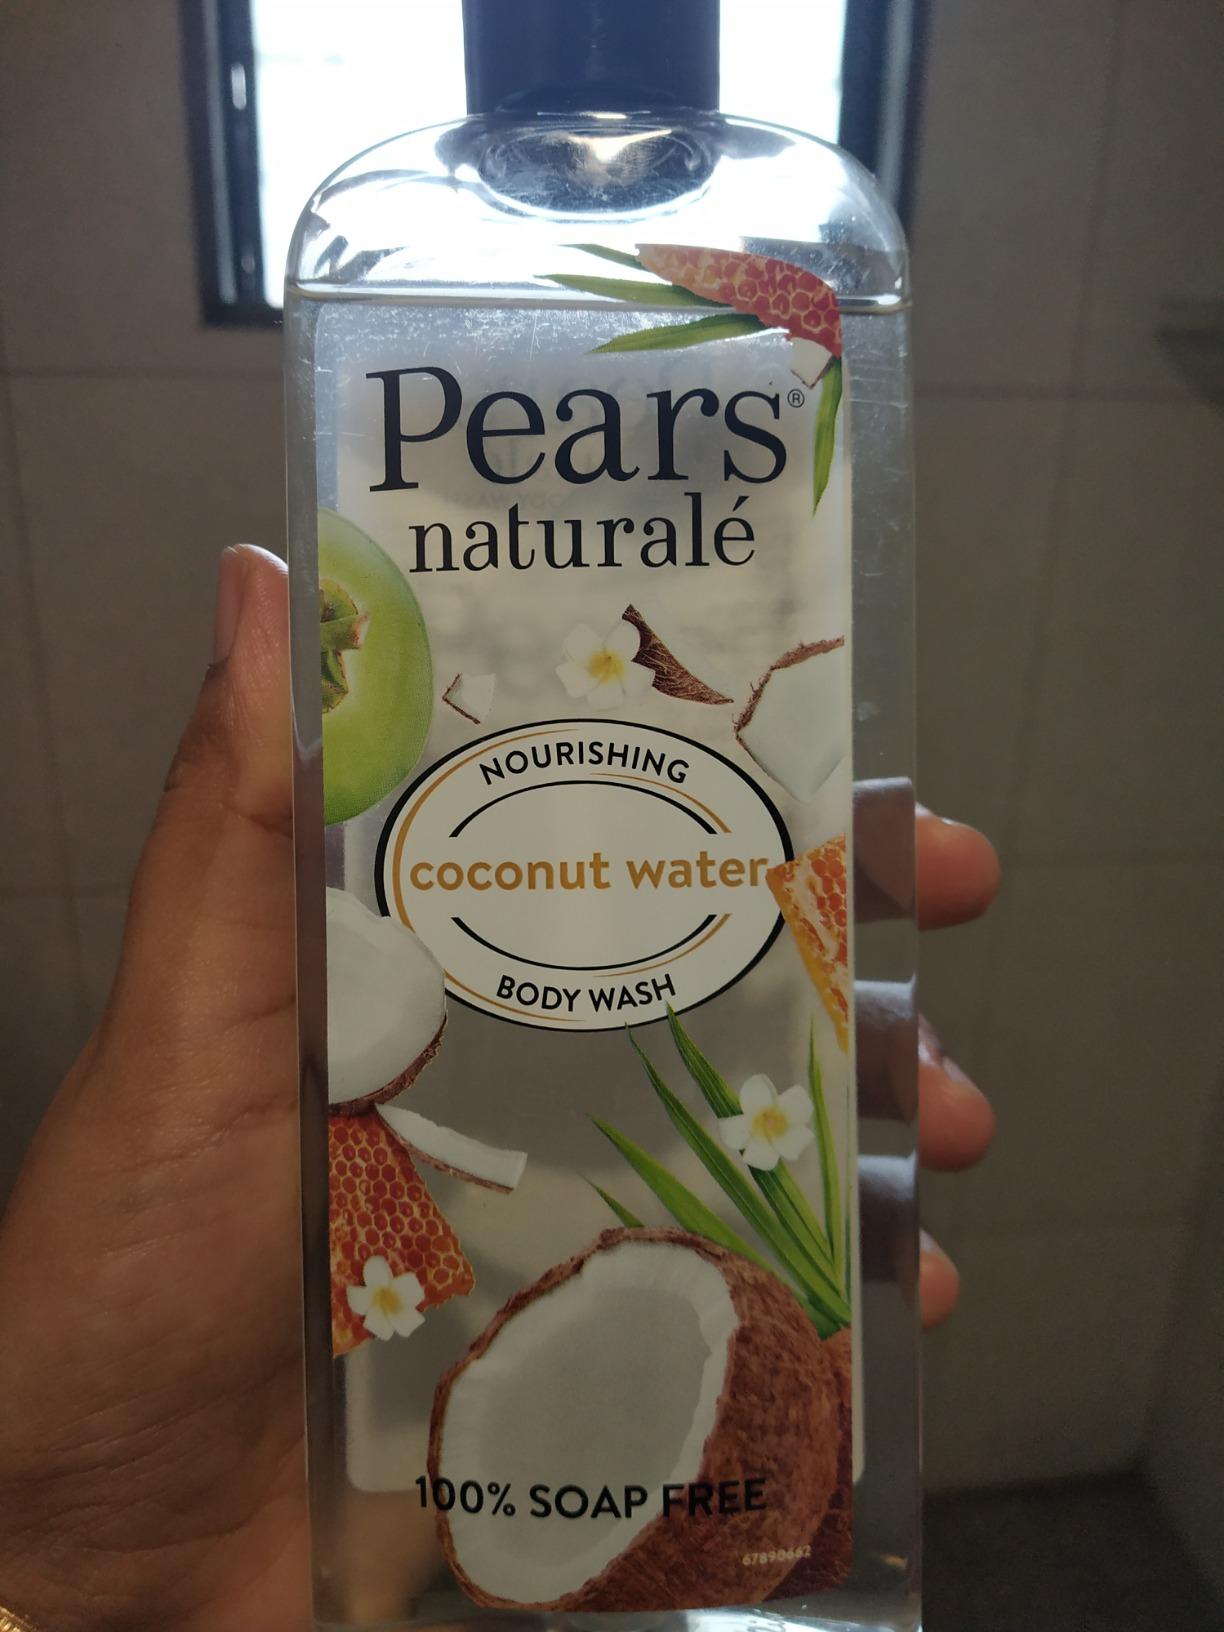 Pears®
naturalé
NOURISHING
coconut water
BODY WASH
100% SOAP FREE
67890662